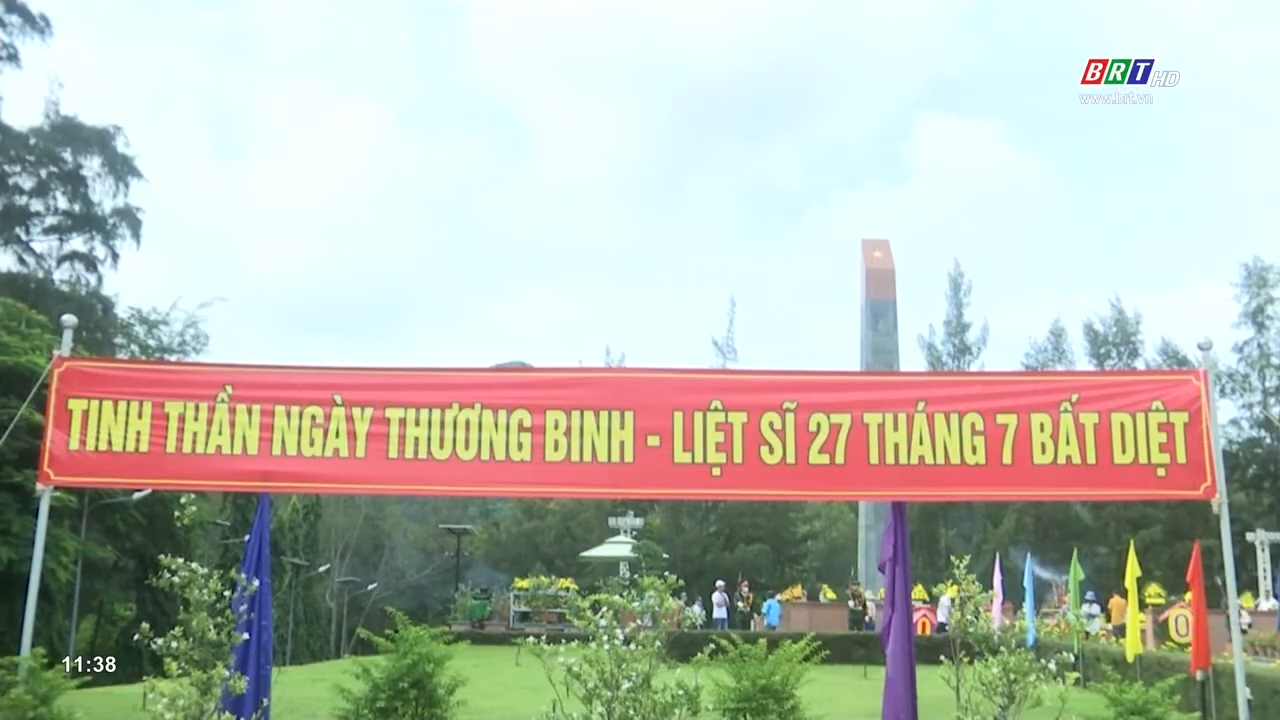 BRT HD
www.brt.vn
TINH THẦN NGÀY THƯƠNG BINH - LIỆT SĨ 27 THÁNG 7 BẤT DIỆT
11:38